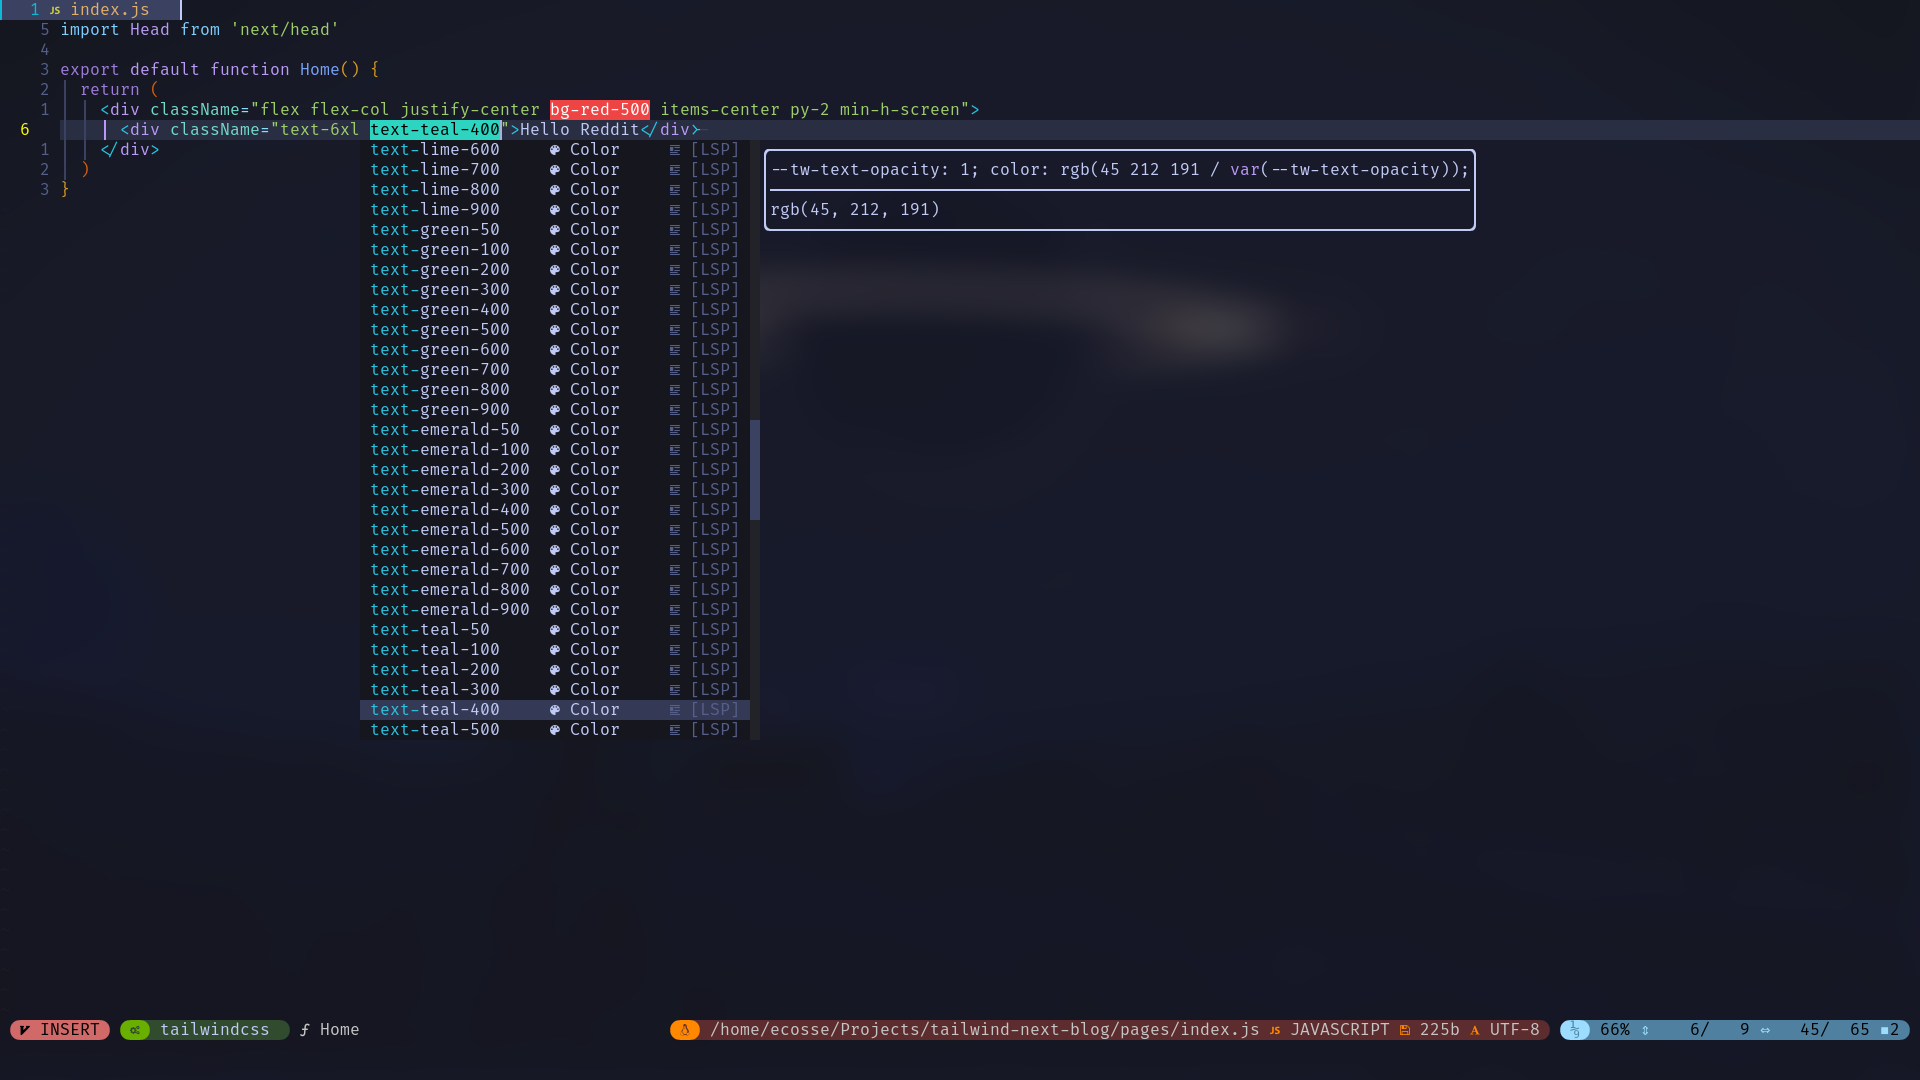 1 JS index.js
5 import Head from 'next/head'
4
3 export default function Home() {
2 return (
1 <div className="flex flex-col justify-center bg-red-500 items-center py-2 min-h-screen">
6 <div className="text-6xl text-teal-400">Hello Reddit</div>
1 </div>
2 )
3 }
text-lime-600 Color [LSP]
text-lime-700 Color [LSP]
text-lime-800 Color [LSP]
text-lime-900 Color [LSP]
text-green-50 Color [LSP]
text-green-100 Color [LSP]
text-green-200 Color [LSP]
text-green-300 Color [LSP]
text-green-400 Color [LSP]
text-green-500 Color [LSP]
text-green-600 Color [LSP]
text-green-700 Color [LSP]
text-green-800 Color [LSP]
text-green-900 Color [LSP]
text-emerald-50 Color [LSP]
text-emerald-100 Color [LSP]
text-emerald-200 Color [LSP]
text-emerald-300 Color [LSP]
text-emerald-400 Color [LSP]
text-emerald-500 Color [LSP]
text-emerald-600 Color [LSP]
text-emerald-700 Color [LSP]
text-emerald-800 Color [LSP]
text-emerald-900 Color [LSP]
text-teal-50 Color [LSP]
text-teal-100 Color [LSP]
text-teal-200 Color [LSP]
text-teal-300 Color [LSP]
text-teal-400 Color [LSP]
text-teal-500 Color [LSP]
--tw-text-opacity: 1; color: rgb(45 212 191 / var(--tw-text-opacity));
rgb(45, 212, 191)
INSERT tailwindcss ƒ Home /home/ecosse/Projects/tailwind-next-blog/pages/index.js JS JAVASCRIPT 225b A UTF-8 66% ⇕ 6/ 9 ⇔ 45/ 65 ■2